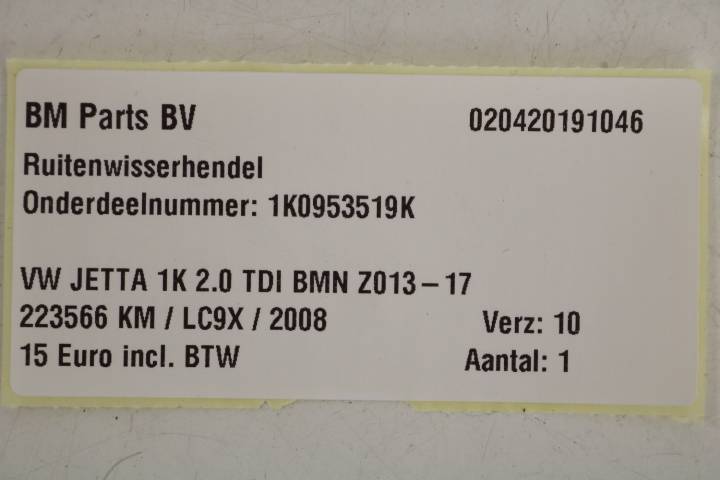 BM Parts BV 020420191046
Ruitenwisserhendel
Onderdeelnummer: 1K0953519K
VW JETTA 1K 2.0 TDI BMN Z013-17
223566 KM / LC9X / 2008 Verz: 10
15 Euro incl. BTW Aantal: 1